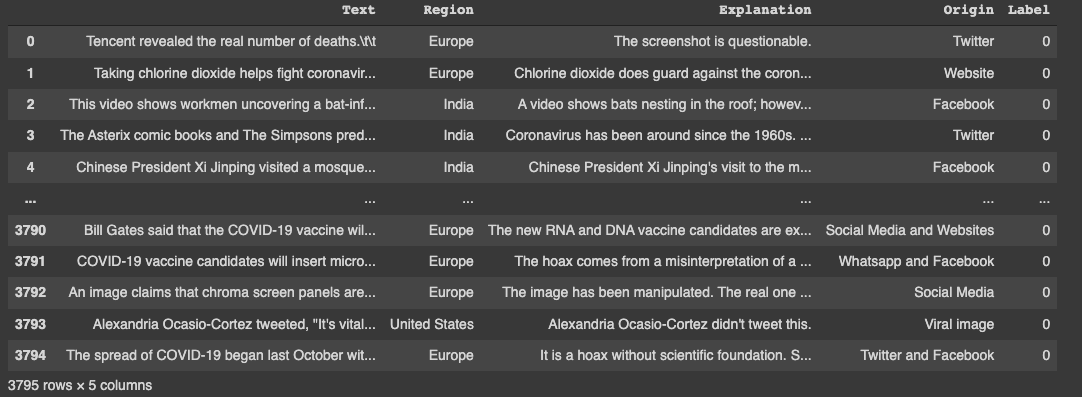 Text Region Explanation Origin Label
0 Tencent revealed the real number of deaths.\t\t Europe The screenshot is questionable. Twitter 0
1 Taking chlorine dioxide helps fight coronavir... Europe Chlorine dioxide does guard against the coron... Website 0
2 This video shows workmen uncovering a bat-inf... India A video shows bats nesting in the roof; howev... Facebook 0
3 The Asterix comic books and The Simpsons pred... India Coronavirus has been around since the 1960s. ... Twitter 0
4 Chinese President Xi Jinping visited a mosque... India Chinese President Xi Jinping's visit to the m... Facebook 0
... ... ... ... ... ...
3790 Bill Gates said that the COVID-19 vaccine wil... Europe The new RNA and DNA vaccine candidates are ex... Social Media and Websites 0
3791 COVID-19 vaccine candidates will insert micro... Europe The hoax comes from a misinterpretation of a ... Whatsapp and Facebook 0
3792 An image claims that chroma screen panels are... Europe The image has been manipulated. The real one ... Social Media 0
3793 Alexandria Ocasio-Cortez tweeted, "It's vital... United States Alexandria Ocasio-Cortez didn't tweet this. Viral image 0
3794 The spread of COVID-19 began last October wit... Europe It is a hoax without scientific foundation. S... Twitter and Facebook 0
3795 rows × 5 columns